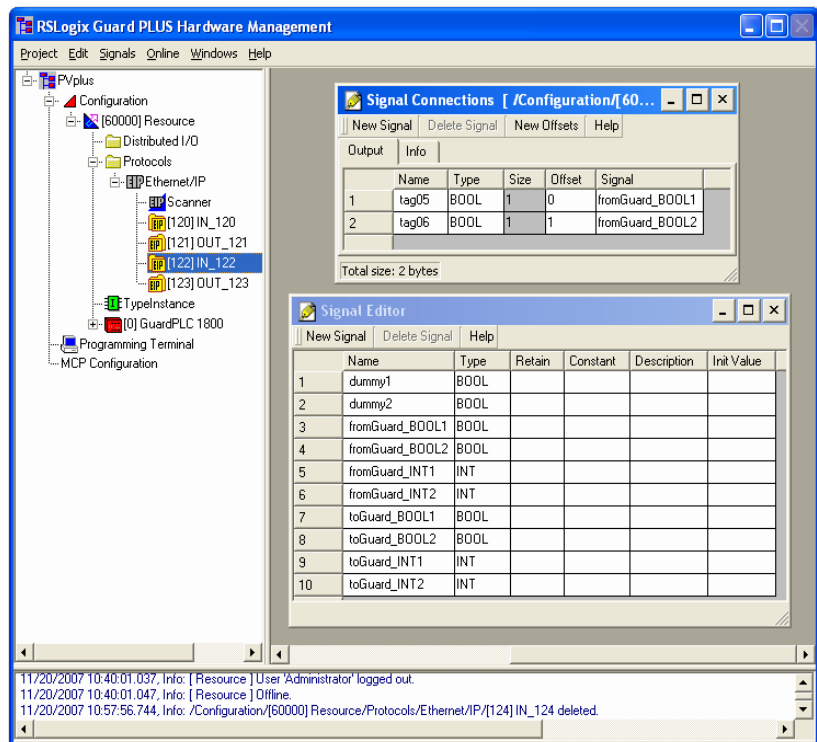 RSLogix Guard PLUS Hardware Management
Project Edit Signals Online Windows Help
PVplus
Configuration
[60000] Resource
Distributed I/O
Protocols
Ethernet/IP
Scanner
[120] IN_120
[121] OUT_121
[122] IN_122
[123] OUT_123
TypeInstance
[0] GuardPLC 1800
Programming Terminal
MCP Configuration
Signal Connections [ /Configuration/[60...
New Signal Delete Signal New Offsets Help
Output Info
Name Type Size Offset Signal
1 tag05 BOOL 1 0 fromGuard_BOOL1
2 tag06 BOOL 1 1 fromGuard_BOOL2
Total size: 2 bytes
Signal Editor
New Signal Delete Signal Help
Name Type Retain Constant Description Init Value
1 dummy1 BOOL
2 dummy2 BOOL
3 fromGuard_BOOL1 BOOL
4 fromGuard_BOOL2 BOOL
5 fromGuard_INT1 INT
6 fromGuard_INT2 INT
7 toGuard_BOOL1 BOOL
8 toGuard_BOOL2 BOOL
9 toGuard_INT1 INT
10 toGuard_INT2 INT
11/20/2007 10:40:01.037, Info: [ Resource ] User 'Administrator' logged out.
11/20/2007 10:40:01.047, Info: [ Resource ] Offline.
11/20/2007 10:57:56.744, Info: /Configuration/[60000] Resource/Protocols/Ethernet/IP/[124] IN_124 deleted.